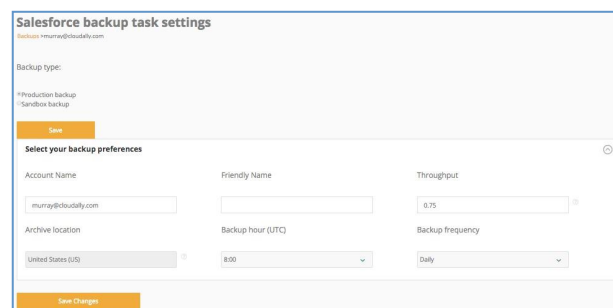 Salesforce backup task settings
Backups >murray@cloudally.com
Backup type:
Production backup
Sandbox backup
Save
Select your backup preferences
Account Name Friendly Name Throughput
murray@cloudally.com 0.75
Archive location Backup hour (UTC) Backup frequency
United States (US) 8:00 Daily
Save Changes